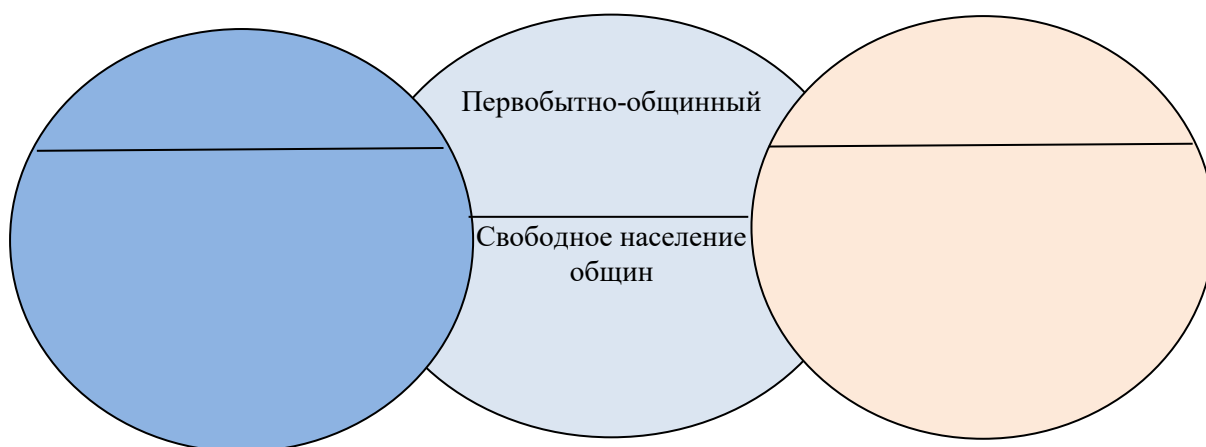 Первобытно-общинный
Свободное население
общин